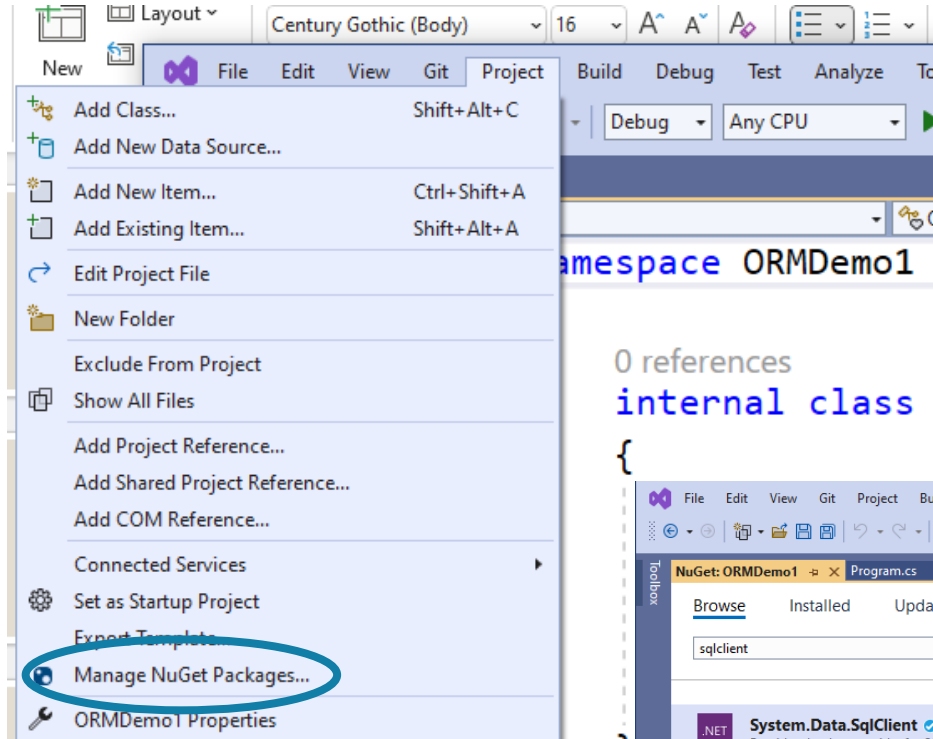 Layout
Century Gothic (Body) 16
New
File Edit View Git Project Build Debug Test Analyze
Debug Any CPU
Add Class... Shift+Alt+C
Add New Data Source...
Add New Item... Ctrl+Shift+A
Add Existing Item... Shift+Alt+A
Edit Project File
New Folder
Exclude From Project
Show All Files
Add Project Reference...
Add Shared Project Reference...
Add COM Reference...
Connected Services
Set as Startup Project
Export Template...
Manage NuGet Packages...
ORMDemo1 Properties
amespace ORMDemo1
0 references
internal class
{
File Edit View Git Project Bu
Toolbox
NuGet: ORMDemo1 Program.cs
Browse Installed Upda
sqlclient
.NET System.Data.SqlClient